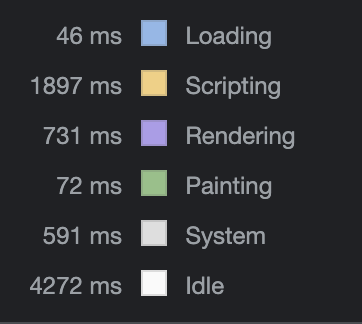 46 ms Loading
1897 ms Scripting
731 ms Rendering
72 ms Painting
591 ms System
4272 ms Idle